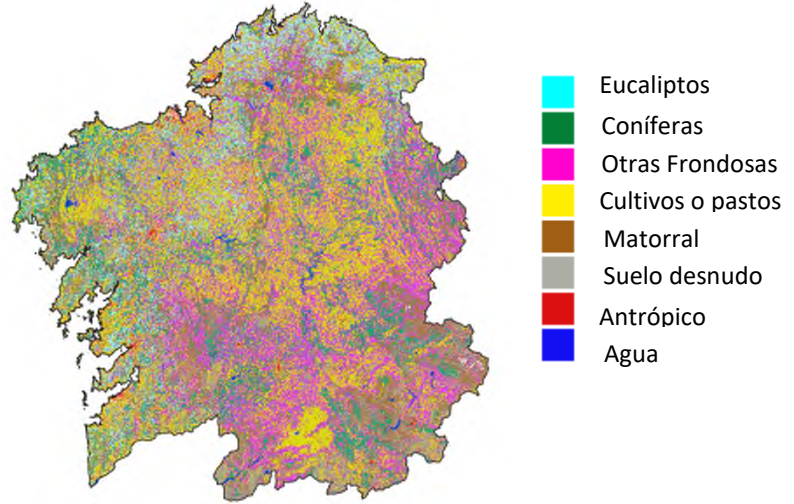 Eucaliptos
Coníferas
Otras Frondosas
Cultivos o pastos
Matorral
Suelo desnudo
Antrópico
Agua